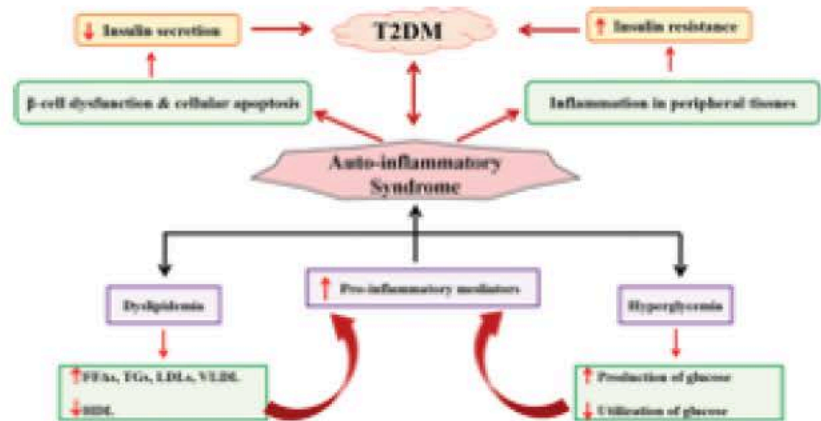 Insulin secretion
T2DM
Insulin resistance
β-cell dysfunction & cellular apoptosis
Inflammation in peripheral tissues
Auto-inflammatory
Syndrome
Dyslipidemia
Pro-inflammatory mediators
Hyperglycemia
FFAs, TGs, LDLs, VLDL
HDL
Production of glucose
Utilization of glucose